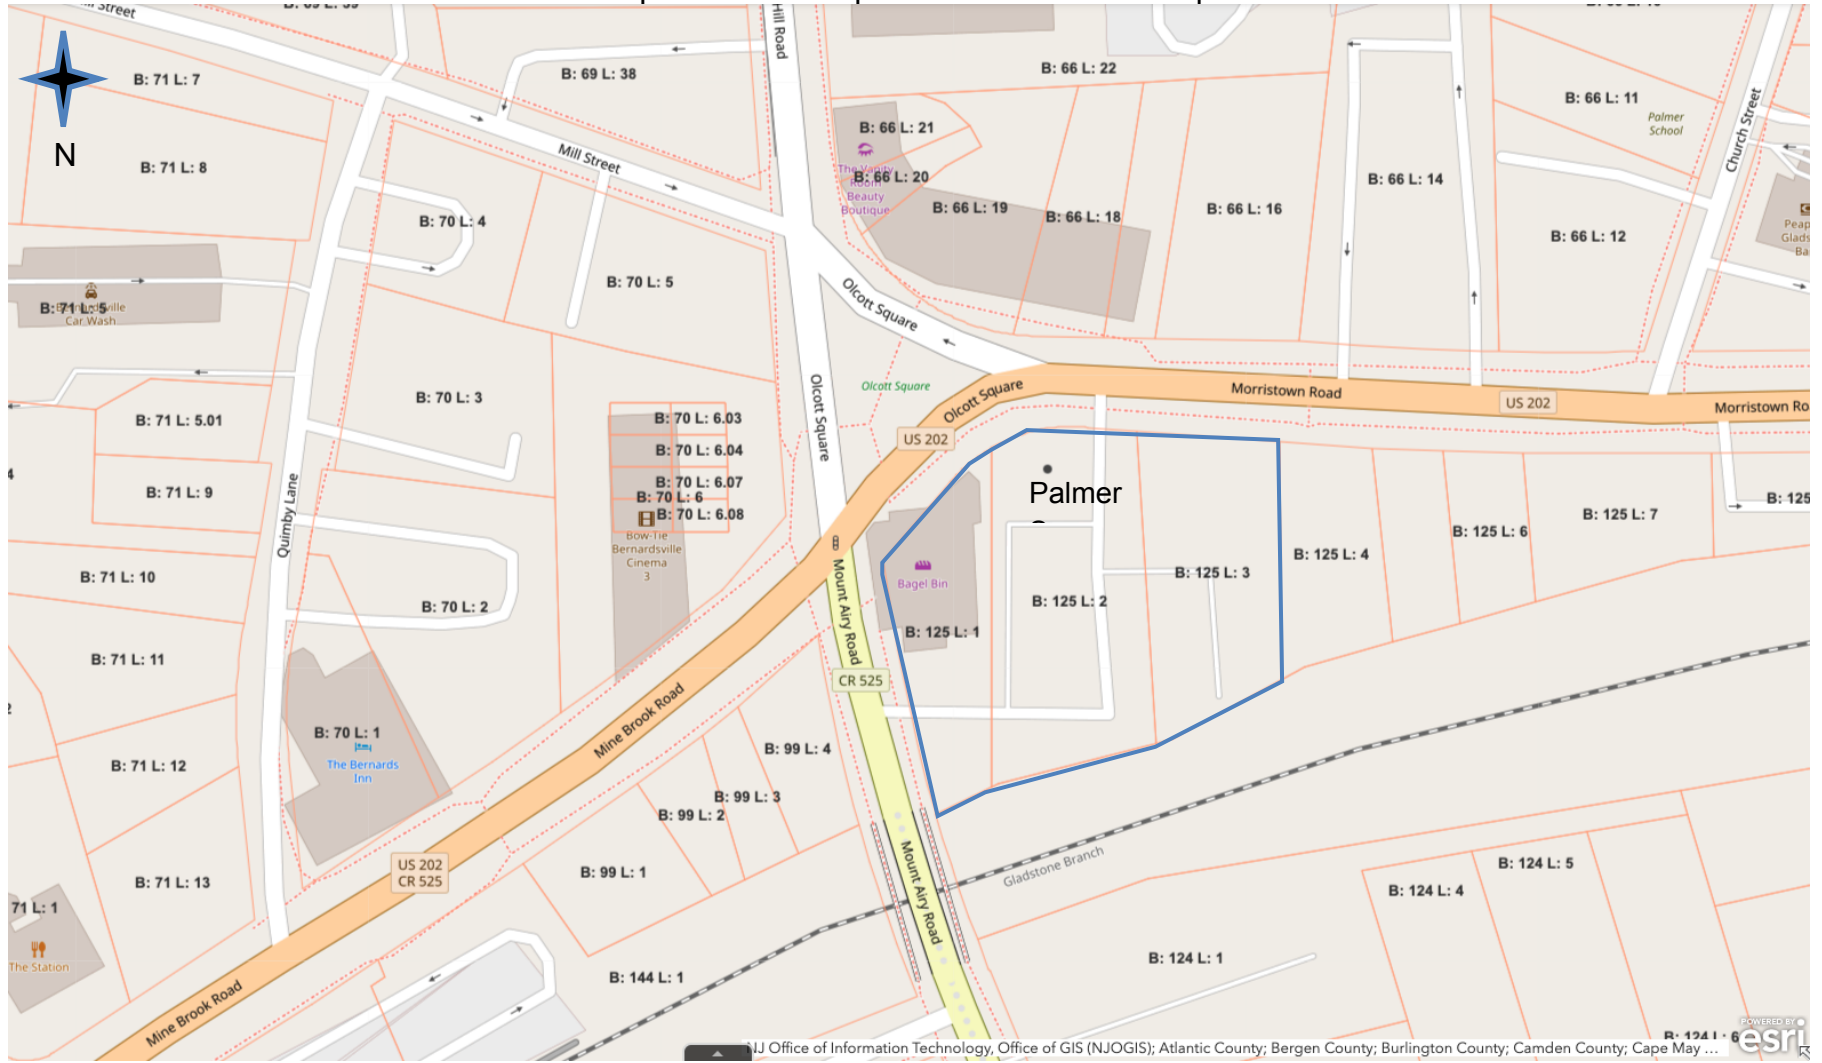 Hill Road
B: 71 L: 7
B: 69 L: 38
B: 66 L: 22
B: 66 L: 11
Palmer
School
Church Street
B: 66 L: 21
N
B: 71 L: 8
Mill Street
The Vanity
Room
Beauty
Boutique
B: 66 L: 20
B: 66 L: 14
B: 70 L: 4
B: 66 L: 19
B: 66 L: 18
B: 66 L: 16
B: 66 L: 12
B: 70 L: 5
B: 71 L: 5
Car Wash
Olcott Square
Olcott Square
Olcott Square
Olcott Square
Morristown Road
US 202
Morristown Ro
B: 70 L: 3
B: 71 L: 5.01
B: 70 L: 6.03
US 202
B: 70 L: 6.04
B: 71 L: 9
B: 70 L: 6.07
B: 70 L: 6
B: 70 L: 6.08
Palmer
B: 125
B: 125 L: 7
B: 125 L: 6
B: 125 L: 4
Quimby Lane
Bow-Tie
Bernardsville
Cinema
3
B: 71 L: 10
B: 70 L: 2
Mount Airy Road
Bagel Bin
B: 125 L: 3
B: 125 L: 2
B: 125 L: 1
B: 71 L: 11
CR 525
Mine Brook Road
B: 70 L: 1
The Bernards
Inn
B: 71 L: 12
B: 99 L: 4
B: 99 L: 3
B: 99 L: 2
B: 99 L: 1
US 202
CR 525
B: 71 L: 13
71 L: 1
The Station
Mount Airy Road
Gladstone Branch
B: 124 L: 5
B: 124 L: 4
B: 124 L: 1
B: 144 L: 1
Mine Brook Road
B: 124 L: 6
POWERED BY
esri
NJ Office of Information Technology, Office of GIS (NJOGIS); Atlantic County; Bergen County; Burlington County; Camden County; Cape May ...